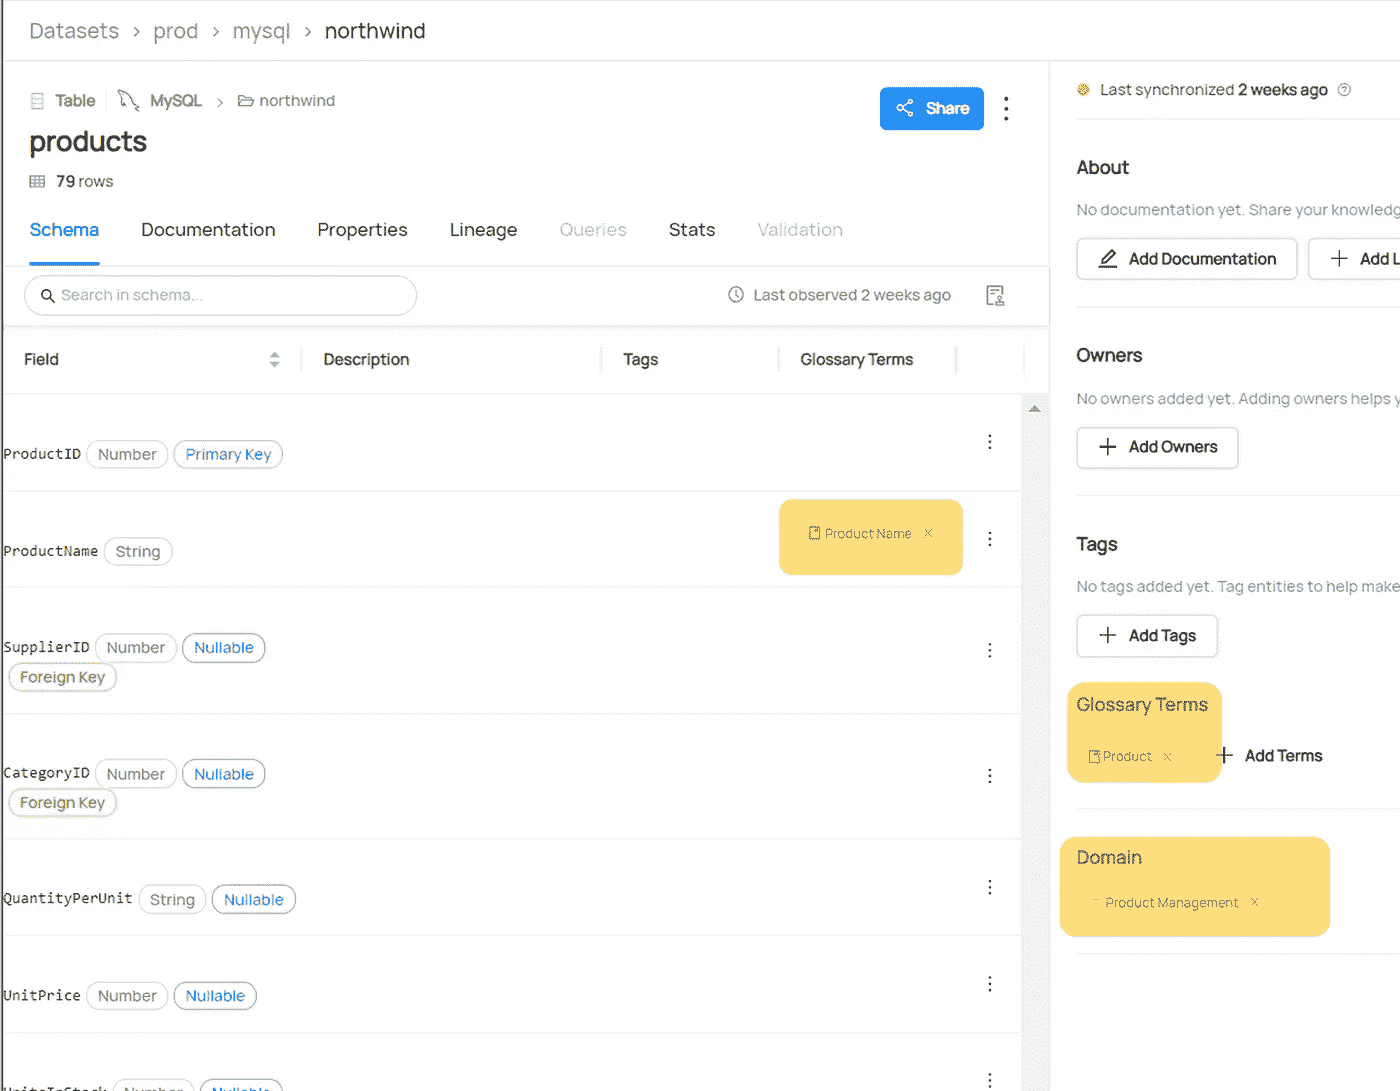 Datasets > prod > mysql > northwind
Table MySQL > northwind
Share
products
79 rows
Schema Documentation Properties Lineage Queries Stats Validation
Search in schema...
Last observed 2 weeks ago
Field Description Tags Glossary Terms
ProductID Number Primary Key
ProductName String Product Name ×
SupplierID Number Nullable
Foreign Key
CategoryID Number Nullable
Foreign Key
QuantityPerUnit String Nullable
UnitPrice Number Nullable
UnitsInStock Number Nullable
Last synchronized 2 weeks ago
About
No documentation yet. Share your knowledg
Add Documentation + Add L
Owners
No owners added yet. Adding owners helps y
+ Add Owners
Tags
No tags added yet. Tag entities to help make
+ Add Tags
Glossary Terms
Product × + Add Terms
Domain
Product Management ×